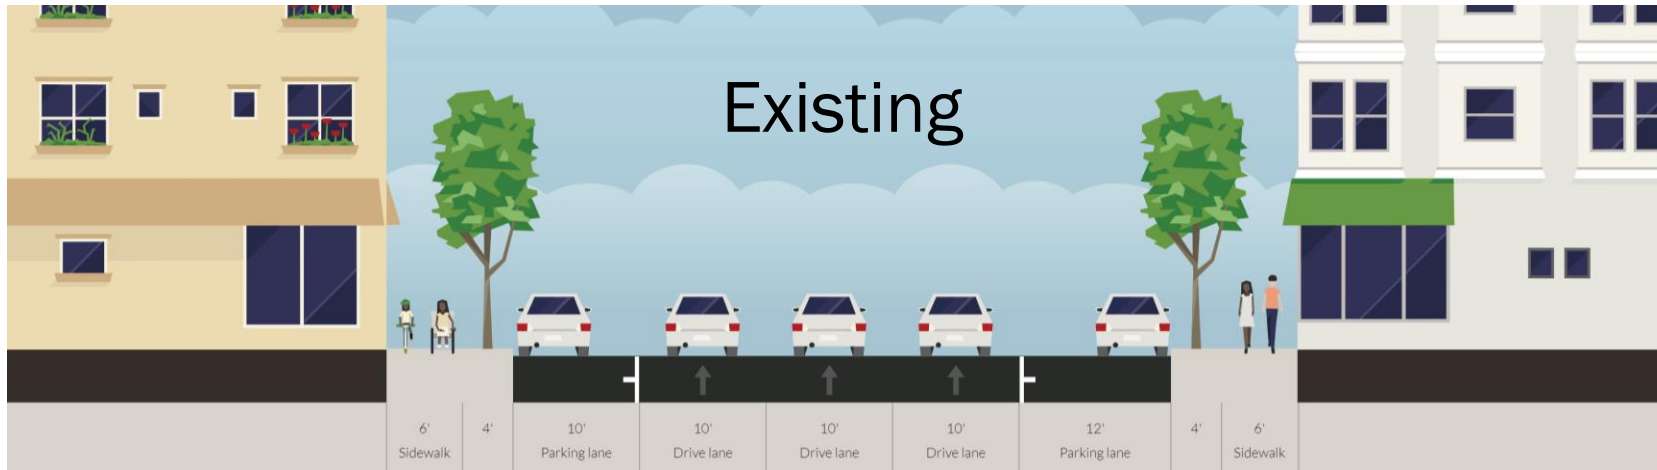 Existing
6' 4' 10' 10' 10' 10' 12' 4' 6'
Sidewalk Parking lane Drive lane Drive lane Drive lane Parking lane Sidewalk